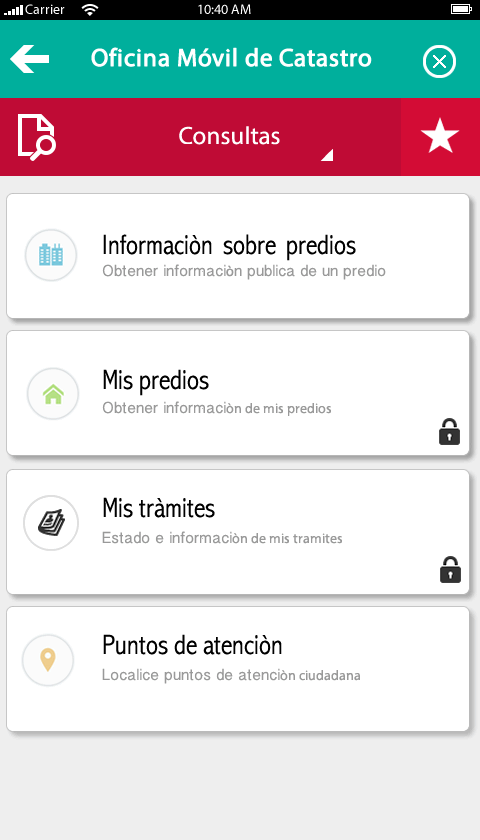 Carrier 10:40 AM
Oficina Móvil de Catastro
Consultas
Informaciòn sobre predios
Obtener informaciòn publica de un predio
Mis predios
Obtener informaciòn de mis predios
Mis tràmites
Estado e informaciòn de mis tramites
Puntos de atenciòn
Localice puntos de atenciòn ciudadana